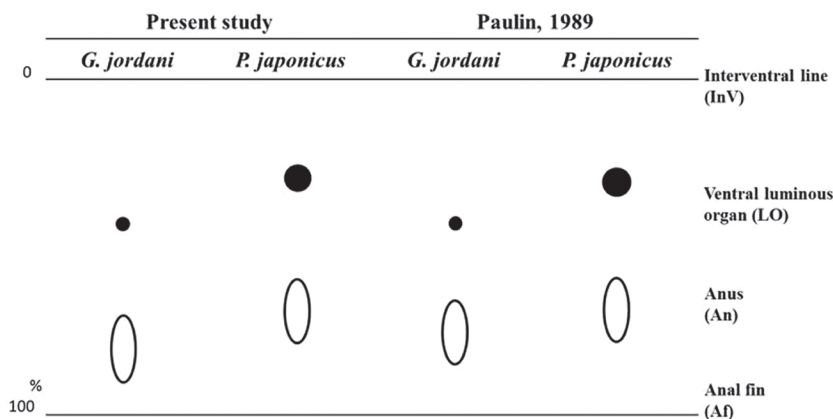 Present study Paulin, 1989
G. jordani P. japonicus G. jordani P. japonicus
0
Interventral line
(InV)
Ventral luminous
organ (LO)
Anus
(An)
%
Anal fin
100
(Af)